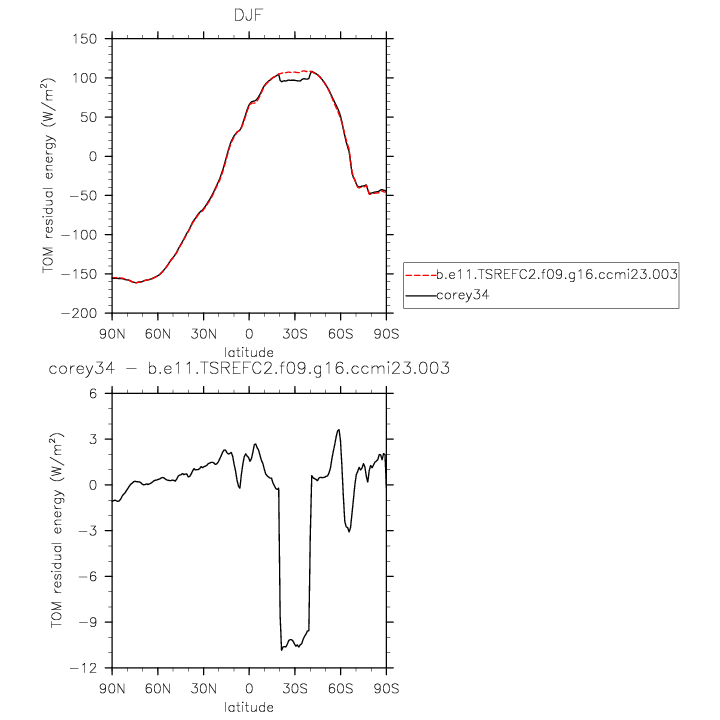 DJF
150
100
50
0
−50
−100
−150
−200
TOM residual energy (W/m²)
90N 60N 30N 0 30S 60S 90S
latitude
b.e11.TSREFC2.f09.g16.ccmi23.003
corey34
corey34 − b.e11.TSREFC2.f09.g16.ccmi23.003
6
3
0
−3
−6
−9
−12
TOM residual energy (W/m²)
90N 60N 30N 0 30S 60S 90S
latitude